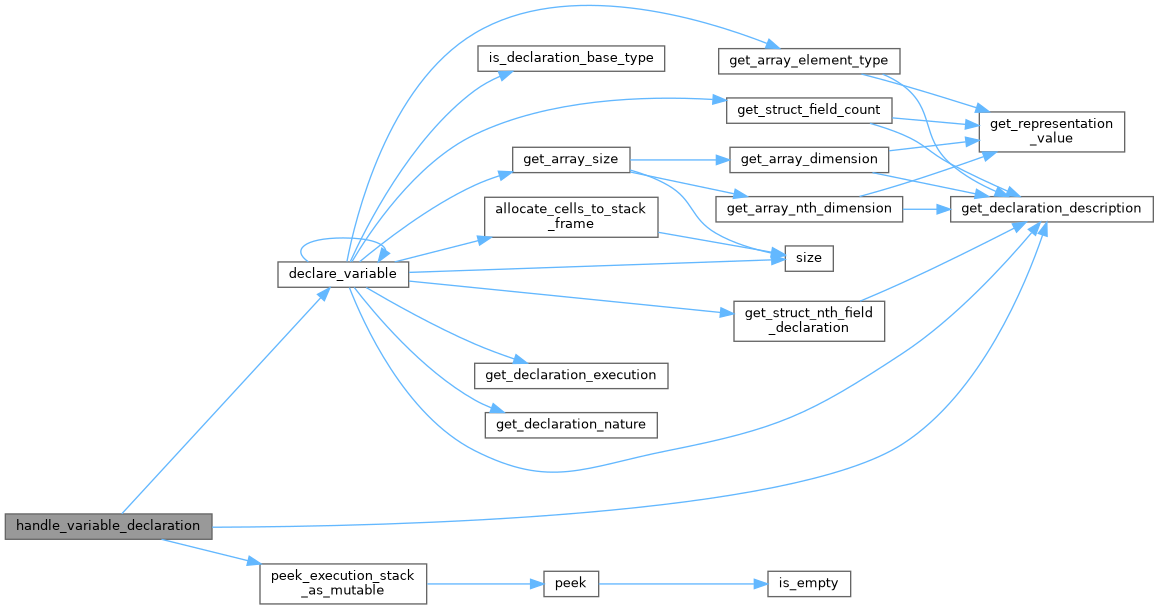 is_declaration_base_type
get_array_element_type
get_struct_field_count
get_representation
_value
get_array_size
get_array_dimension
allocate_cells_to_stack
_frame
get_array_nth_dimension
get_declaration_description
declare_variable
size
get_struct_nth_field
_declaration
get_declaration_execution
get_declaration_nature
handle_variable_declaration
peek_execution_stack
_as_mutable
peek
is_empty